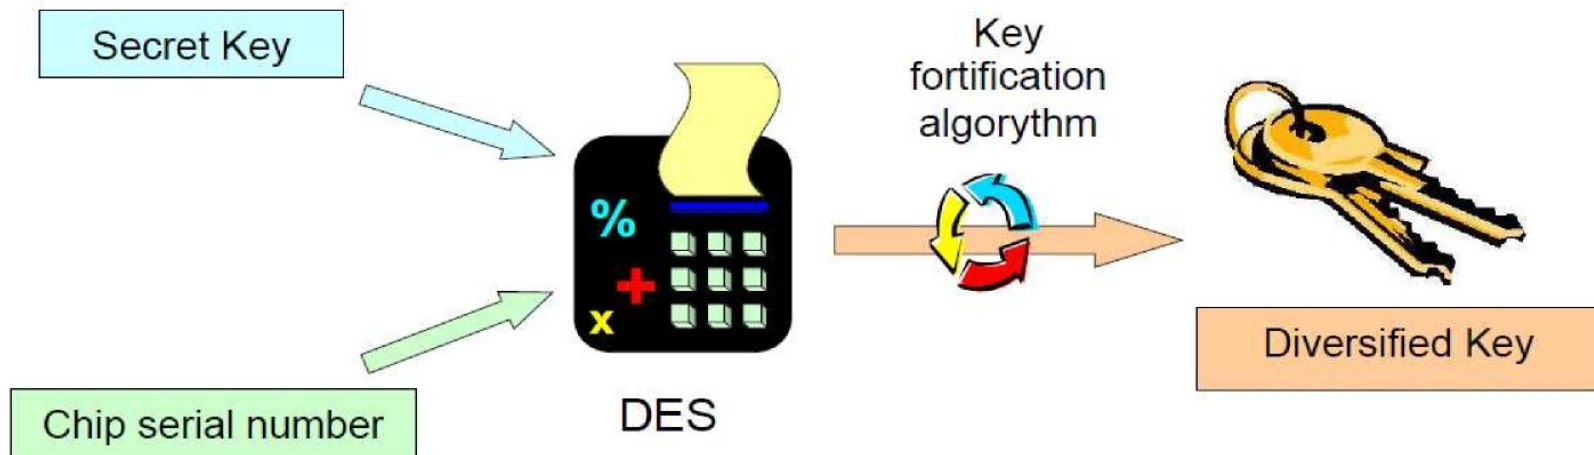 Secret Key
Key
fortification
algorythm
%
+
x
Diversified Key
Chip serial number
DES